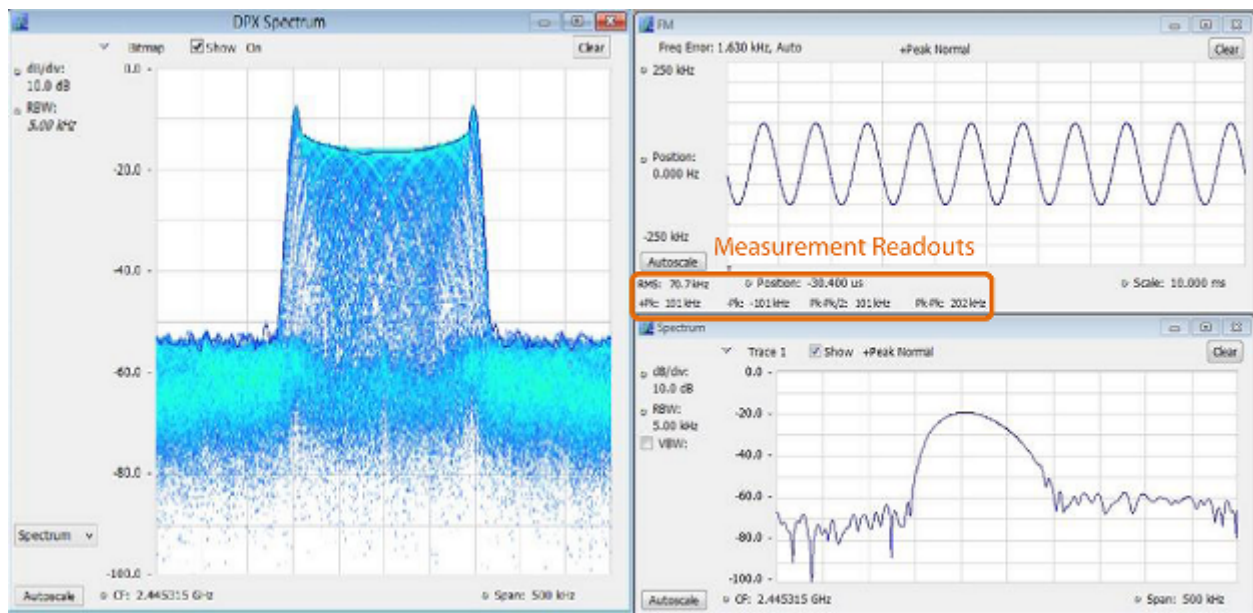 DPX Spectrum
Bitmap Show On Clear
dB/div:
10.0 dB
RBW:
5.00 kHz
0.0
-20.0
-40.0
-60.0
-80.0
-100.0
Spectrum
Autoscale CF: 2.445315 GHz Span: 500 kHz
FM
Freq Error: 1.630 kHz, Auto +Peak Normal Clear
250 kHz
Position:
0.000 Hz
-250 kHz
Measurement Readouts
Autoscale
RMS: 70.7 kHz Position: -30.400 us Scale: 10.000 ms
+Pk: 101 kHz -Pk: -101 kHz Pk-Pk/2: 101 kHz Pk-Pk: 202 kHz
Spectrum
Trace 1 Show +Peak Normal Clear
dB/div:
10.0 dB
RBW:
5.00 kHz
VBW:
0.0
-20.0
-40.0
-60.0
-80.0
-100.0
Autoscale CF: 2.445315 GHz Span: 500 kHz